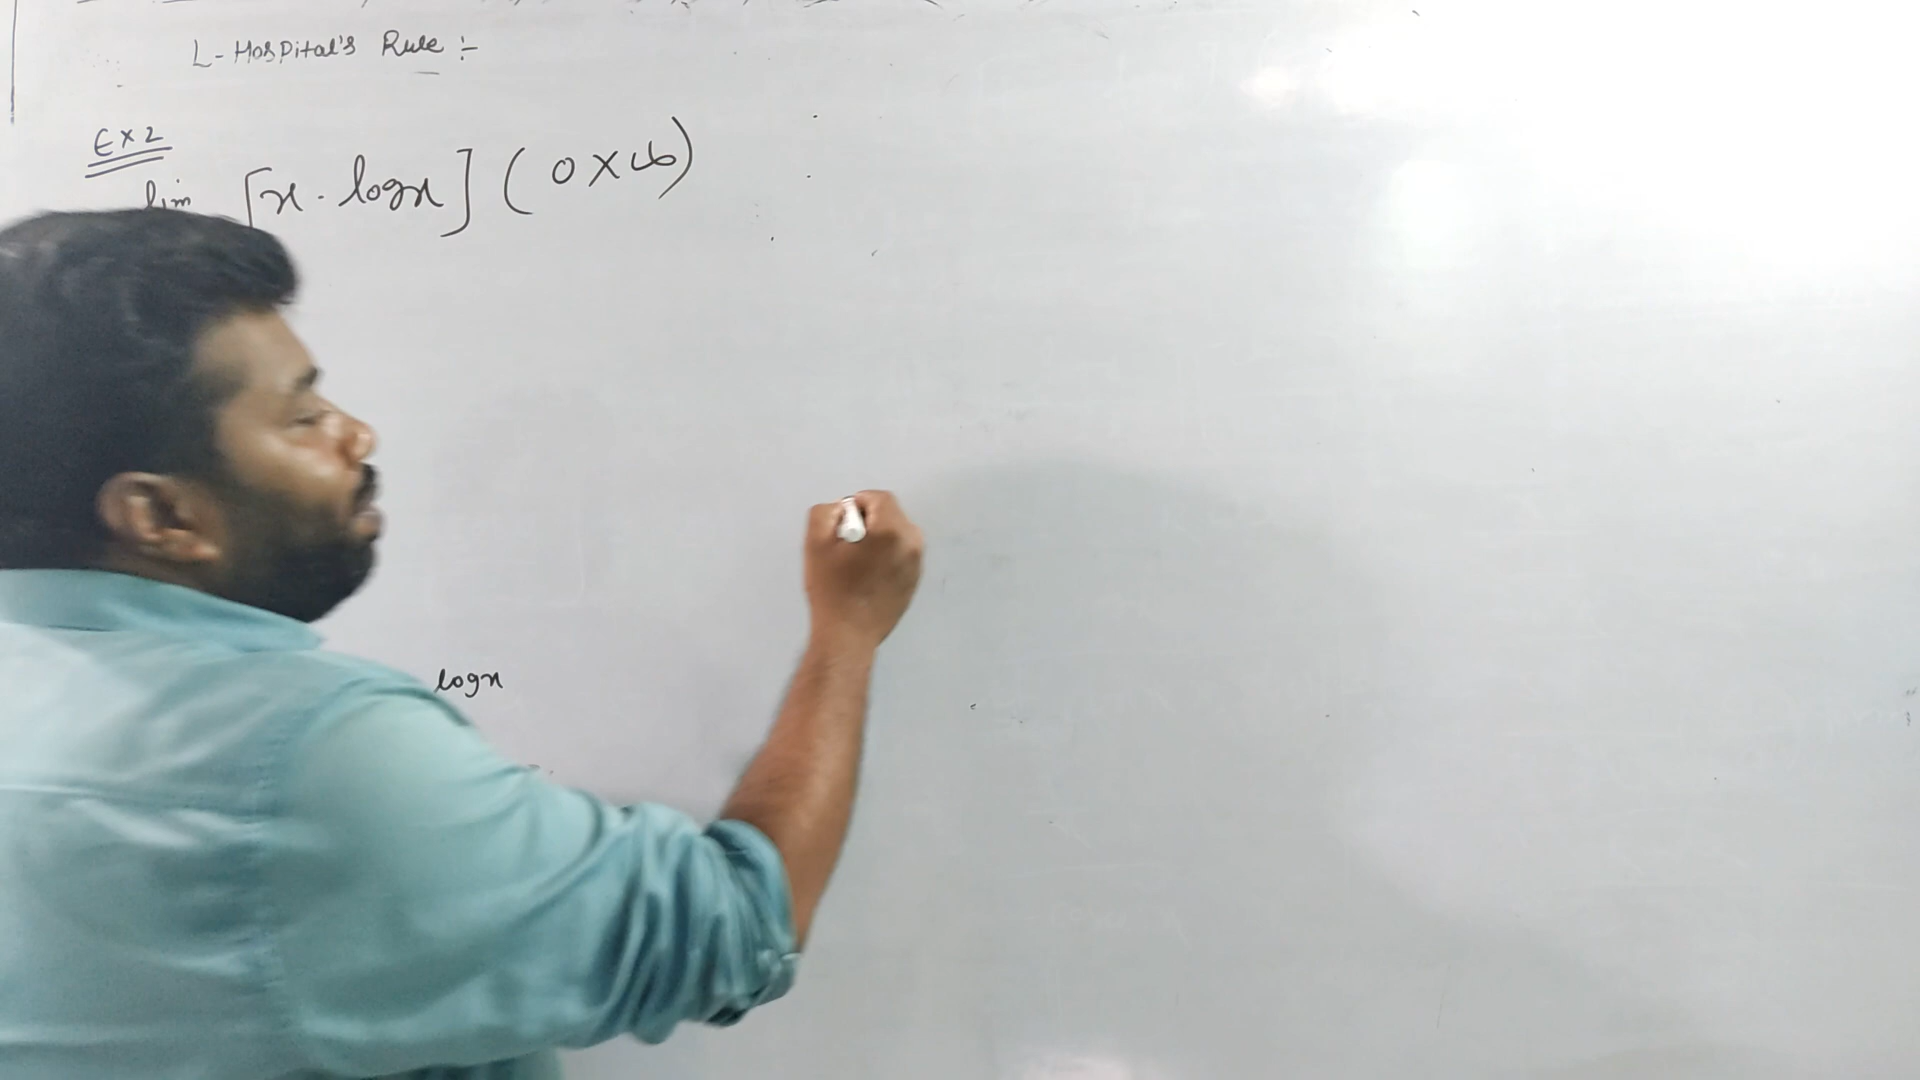 L-Hospital's Rule :-
Ex 2
lim [x . logx] ( 0 x ∞)
logx